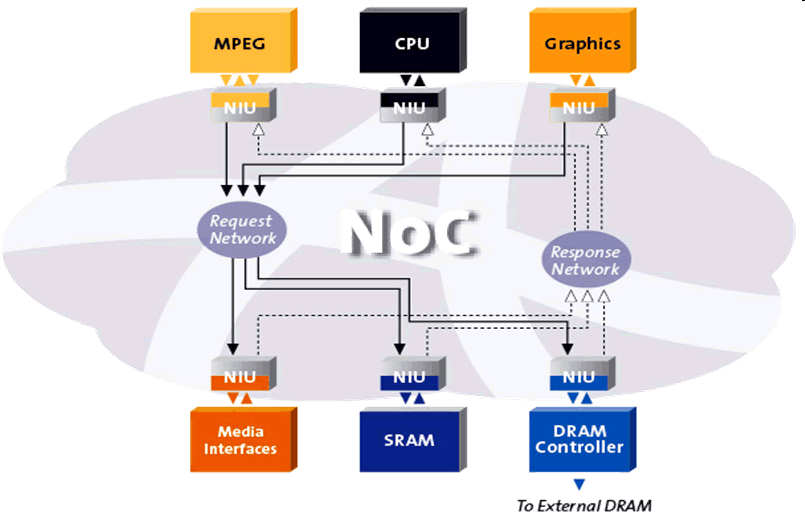 MPEG
CPU
Graphics
NIU
NIU
NIU
Request
Network
NoC
Response
Network
NIU
NIU
NIU
Media
Interfaces
SRAM
DRAM
Controller
To External DRAM